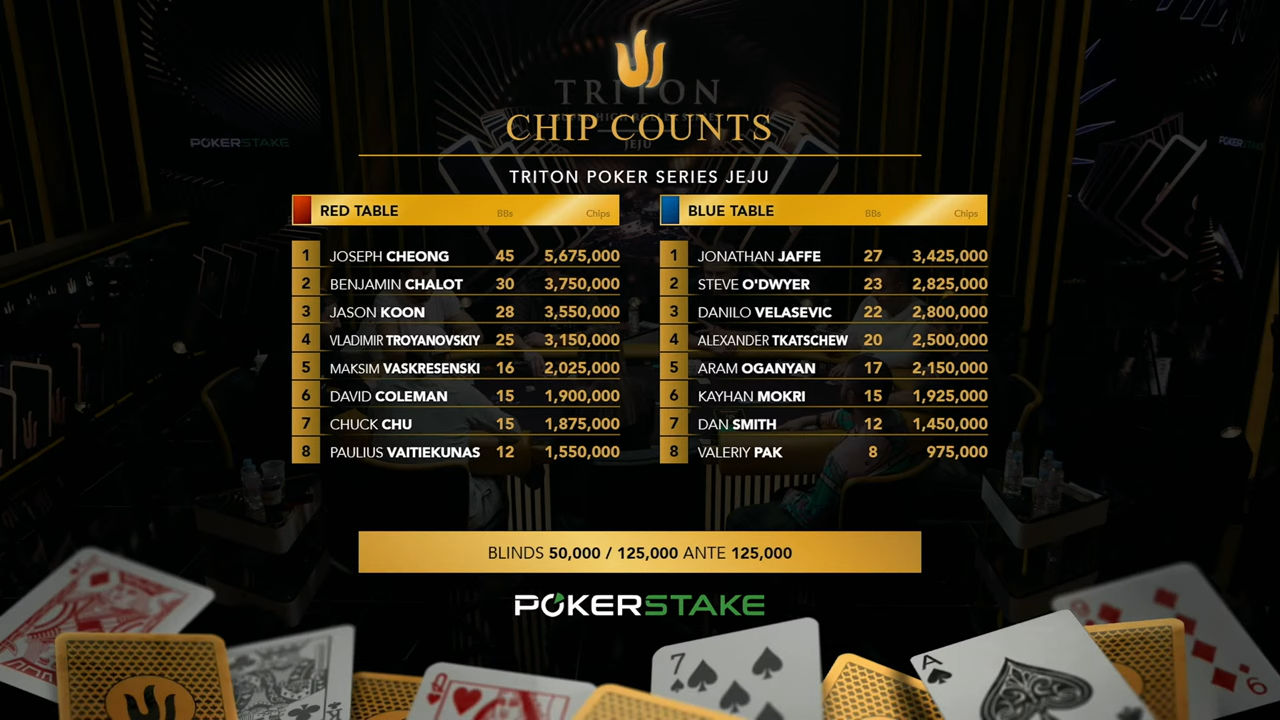 TRITON
CHIP COUNTS
JEJU
POKERSTAKE
TRITON POKER SERIES JEJU
RED TABLE BBs Chips
1 JOSEPH CHEONG 45 5,675,000
2 BENJAMIN CHALOT 30 3,750,000
3 JASON KOON 28 3,550,000
4 VLADIMIR TROYANOVSKIY 25 3,150,000
5 MAKSIM VASKRESENSKI 16 2,025,000
6 DAVID COLEMAN 15 1,900,000
7 CHUCK CHU 15 1,875,000
8 PAULIUS VAITIEKUNAS 12 1,550,000
BLUE TABLE BBs Chips
1 JONATHAN JAFFE 27 3,425,000
2 STEVE O'DWYER 23 2,825,000
3 DANILO VELASEVIC 22 2,800,000
4 ALEXANDER TKATSCHEW 20 2,500,000
5 ARAM OGANYAN 17 2,150,000
6 KAYHAN MOKRI 15 1,925,000
7 DAN SMITH 12 1,450,000
8 VALERIY PAK 8 975,000
BLINDS 50,000 / 125,000 ANTE 125,000
POKERSTAKE
7
A
6